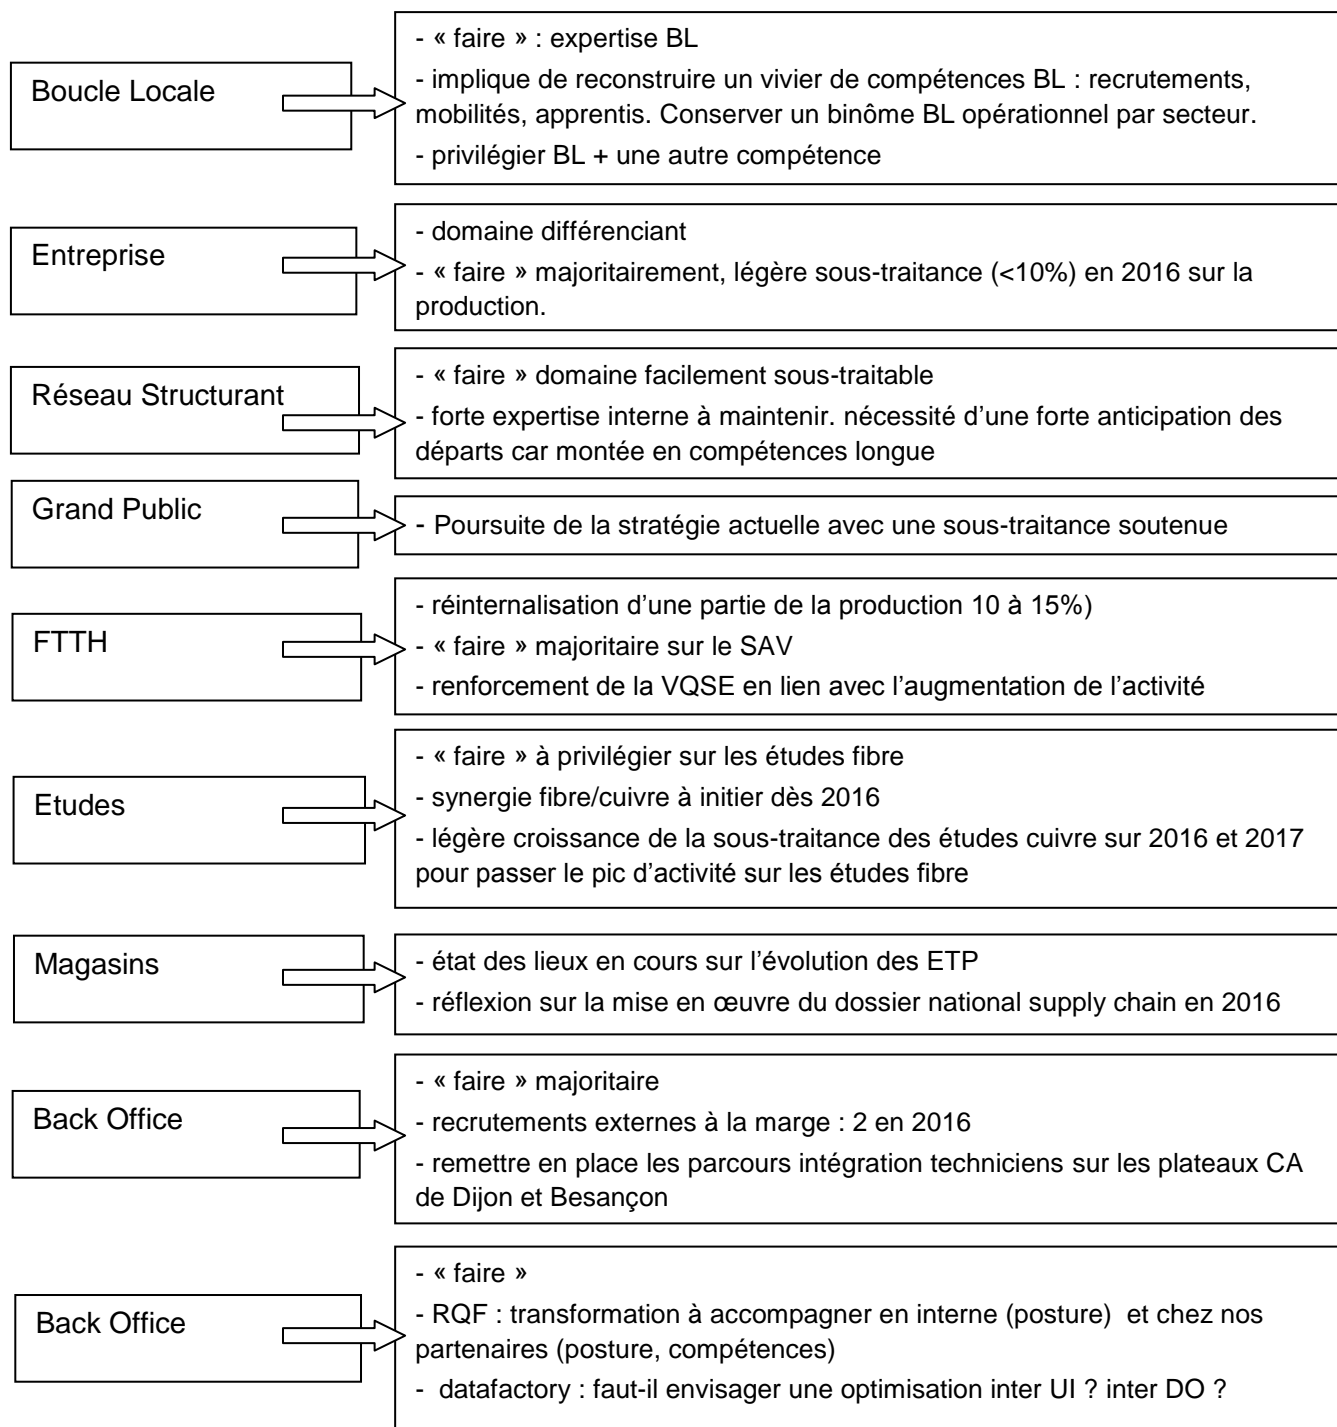 Boucle Locale
- « faire » : expertise BL
- implique de reconstruire un vivier de compétences BL : recrutements,
mobilités, apprentis. Conserver un binôme BL opérationnel par secteur.
- privilégier BL + une autre compétence
Entreprise
- domaine différenciant
- « faire » majoritairement, légère sous-traitance (<10%) en 2016 sur la
production.
Réseau Structurant
- « faire » domaine facilement sous-traitable
- forte expertise interne à maintenir. nécessité d’une forte anticipation des
départs car montée en compétences longue
Grand Public
- Poursuite de la stratégie actuelle avec une sous-traitance soutenue
FTTH
- réinternalisation d’une partie de la production 10 à 15%)
- « faire » majoritaire sur le SAV
- renforcement de la VQSE en lien avec l’augmentation de l’activité
Etudes
- « faire » à privilégier sur les études fibre
- synergie fibre/cuivre à initier dès 2016
- légère croissance de la sous-traitance des études cuivre sur 2016 et 2017
pour passer le pic d’activité sur les études fibre
Magasins
- état des lieux en cours sur l’évolution des ETP
- réflexion sur la mise en œuvre du dossier national supply chain en 2016
Back Office
- « faire » majoritaire
- recrutements externes à la marge : 2 en 2016
- remettre en place les parcours intégration techniciens sur les plateaux CA
de Dijon et Besançon
Back Office
- « faire »
- RQF : transformation à accompagner en interne (posture) et chez nos
partenaires (posture, compétences)
- datafactory : faut-il envisager une optimisation inter UI ? inter DO ?